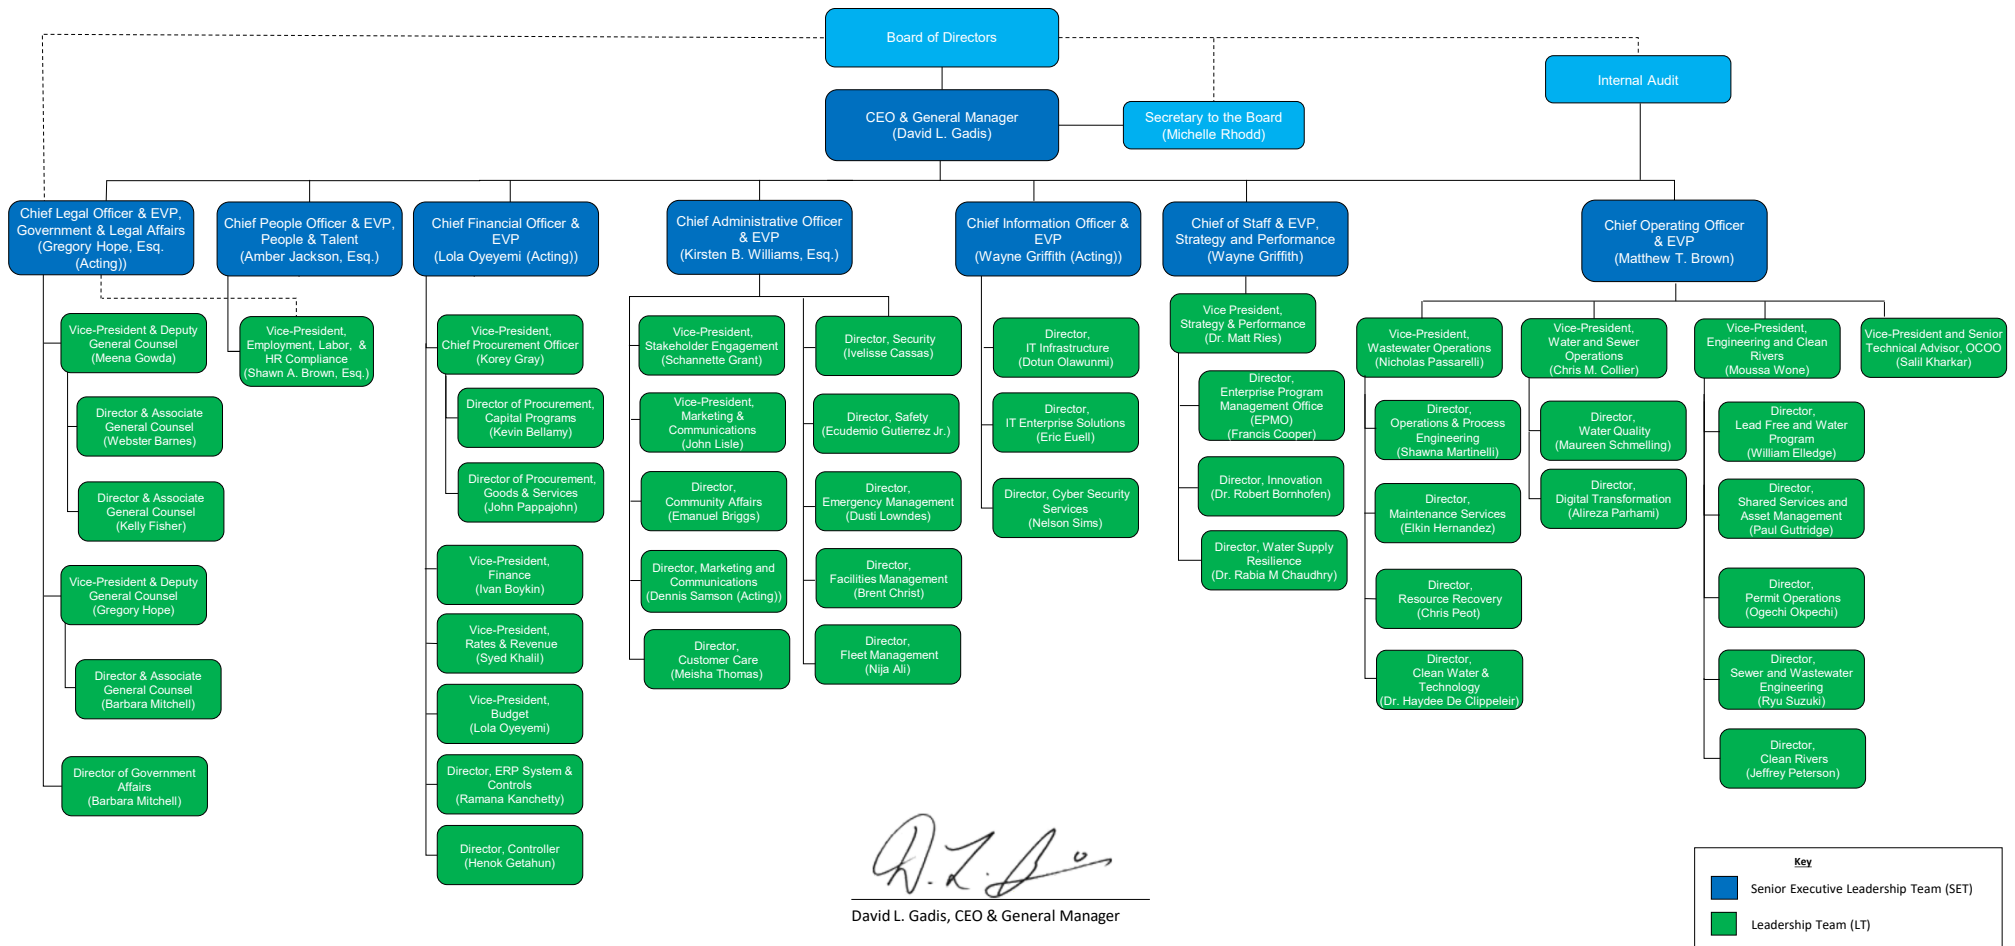 Board of Directors
Internal Audit
CEO & General Manager
(David L. Gadis)
Secretary to the Board
(Michelle Rhodd)
Chief Legal Officer & EVP,
Government & Legal Affairs
(Gregory Hope, Esq.
(Acting))
Chief People Officer & EVP,
People & Talent
(Amber Jackson, Esq.)
Chief Financial Officer &
EVP
(Lola Oyeyemi (Acting))
Chief Administrative Officer
& EVP
(Kirsten B. Williams, Esq.)
Chief Information Officer &
EVP
(Wayne Griffith (Acting))
Chief of Staff & EVP,
Strategy and Performance
(Wayne Griffith)
Chief Operating Officer
& EVP
(Matthew T. Brown)
Vice-President & Deputy
General Counsel
(Meena Gowda)
Director & Associate
General Counsel
(Webster Barnes)
Director & Associate
General Counsel
(Kelly Fisher)
Vice-President & Deputy
General Counsel
(Gregory Hope)
Director & Associate
General Counsel
(Barbara Mitchell)
Director of Government
Affairs
(Barbara Mitchell)
Vice-President,
Employment, Labor, &
HR Compliance
(Shawn A. Brown, Esq.)
Vice-President,
Chief Procurement Officer
(Korey Gray)
Director of Procurement,
Capital Programs
(Kevin Bellamy)
Director of Procurement,
Goods & Services
(John Pappajohn)
Vice-President,
Finance
(Ivan Boykin)
Vice-President,
Rates & Revenue
(Syed Khalil)
Vice-President,
Budget
(Lola Oyeyemi)
Director, ERP System &
Controls
(Ramana Kanchetty)
Director, Controller
(Henok Getahun)
Vice-President,
Stakeholder Engagement
(Schannette Grant)
Vice-President,
Marketing &
Communications
(John Lisle)
Director,
Community Affairs
(Emanuel Briggs)
Director, Marketing and
Communications
(Dennis Samson (Acting))
Director,
Customer Care
(Meisha Thomas)
Director, Security
(Ivelisse Cassas)
Director, Safety
(Ecudemio Gutierrez Jr.)
Director,
Emergency Management
(Dusti Lowndes)
Director,
Facilities Management
(Brent Christ)
Director,
Fleet Management
(Nija Ali)
Director,
IT Infrastructure
(Dotun Olawunmi)
Director,
IT Enterprise Solutions
(Eric Euell)
Director, Cyber Security
Services
(Nelson Sims)
Vice President,
Strategy & Performance
(Dr. Matt Ries)
Director,
Enterprise Program
Management Office
(EPMO)
(Francis Cooper)
Director, Innovation
(Dr. Robert Bornhofen)
Director, Water Supply
Resilience
(Dr. Rabia M Chaudhry)
Vice-President,
Wastewater Operations
(Nicholas Passarelli)
Director,
Operations & Process
Engineering
(Shawna Martinelli)
Director,
Maintenance Services
(Elkin Hernandez)
Director,
Resource Recovery
(Chris Peot)
Director,
Clean Water &
Technology
(Dr. Haydee De Clippeleir)
Vice-President,
Water and Sewer
Operations
(Chris M. Collier)
Director,
Water Quality
(Maureen Schmelling)
Director,
Digital Transformation
(Alireza Parhami)
Vice-President,
Engineering and Clean
Rivers
(Moussa Wone)
Director,
Lead Free and Water
Program
(William Elledge)
Director,
Shared Services and
Asset Management
(Paul Guttridge)
Director,
Permit Operations
(Ogechi Okpechi)
Director,
Sewer and Wastewater
Engineering
(Ryu Suzuki)
Director,
Clean Rivers
(Jeffrey Peterson)
Vice-President and Senior
Technical Advisor, OCOO
(Salil Kharkar)
David L. Gadis, CEO & General Manager
Key
Senior Executive Leadership Team (SET)
Leadership Team (LT)